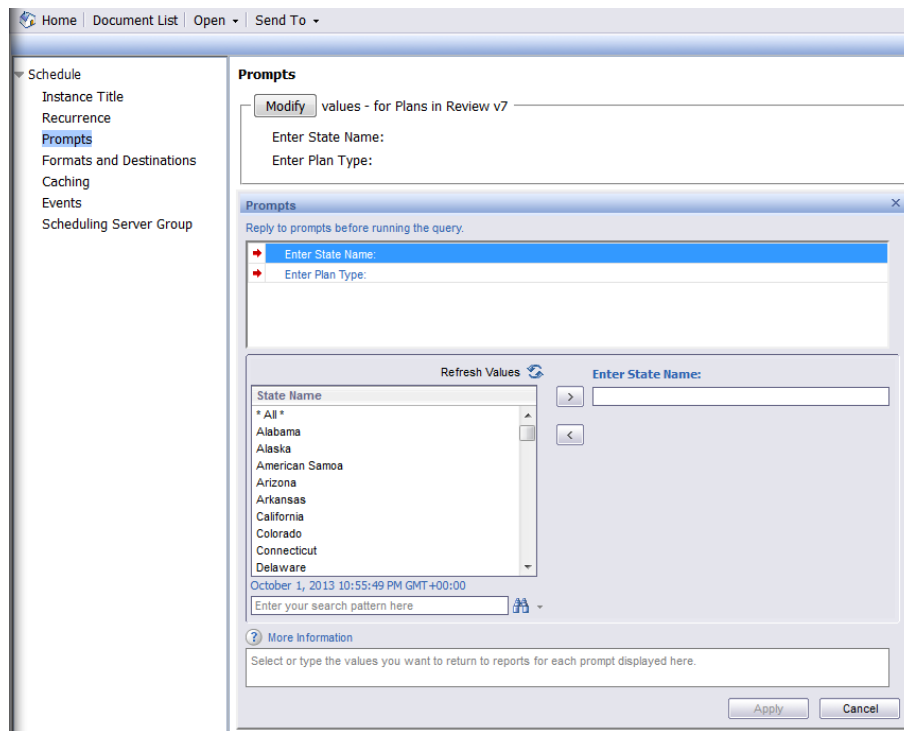 Home Document List Open Send To
Schedule
Instance Title
Recurrence
Prompts
Formats and Destinations
Caching
Events
Scheduling Server Group
Prompts
Modify values - for Plans in Review v7
Enter State Name:
Enter Plan Type:
Prompts
Reply to prompts before running the query.
Enter State Name:
Enter Plan Type:
Refresh Values
State Name
* All *
Alabama
Alaska
American Samoa
Arizona
Arkansas
California
Colorado
Connecticut
Delaware
October 1, 2013 10:55:49 PM GMT+00:00
Enter your search pattern here
Enter State Name:
>
<
? More Information
Select or type the values you want to return to reports for each prompt displayed here.
Apply Cancel